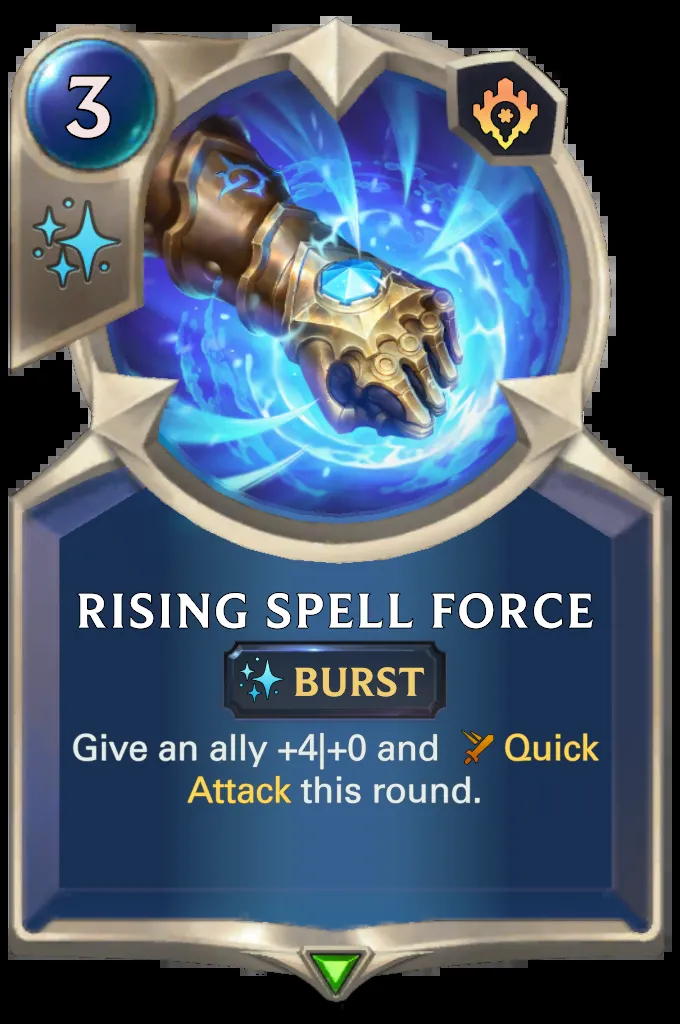 3
RISING SPELL FORCE
BURST
Give an ally +4|+0 and Quick
Attack this round.